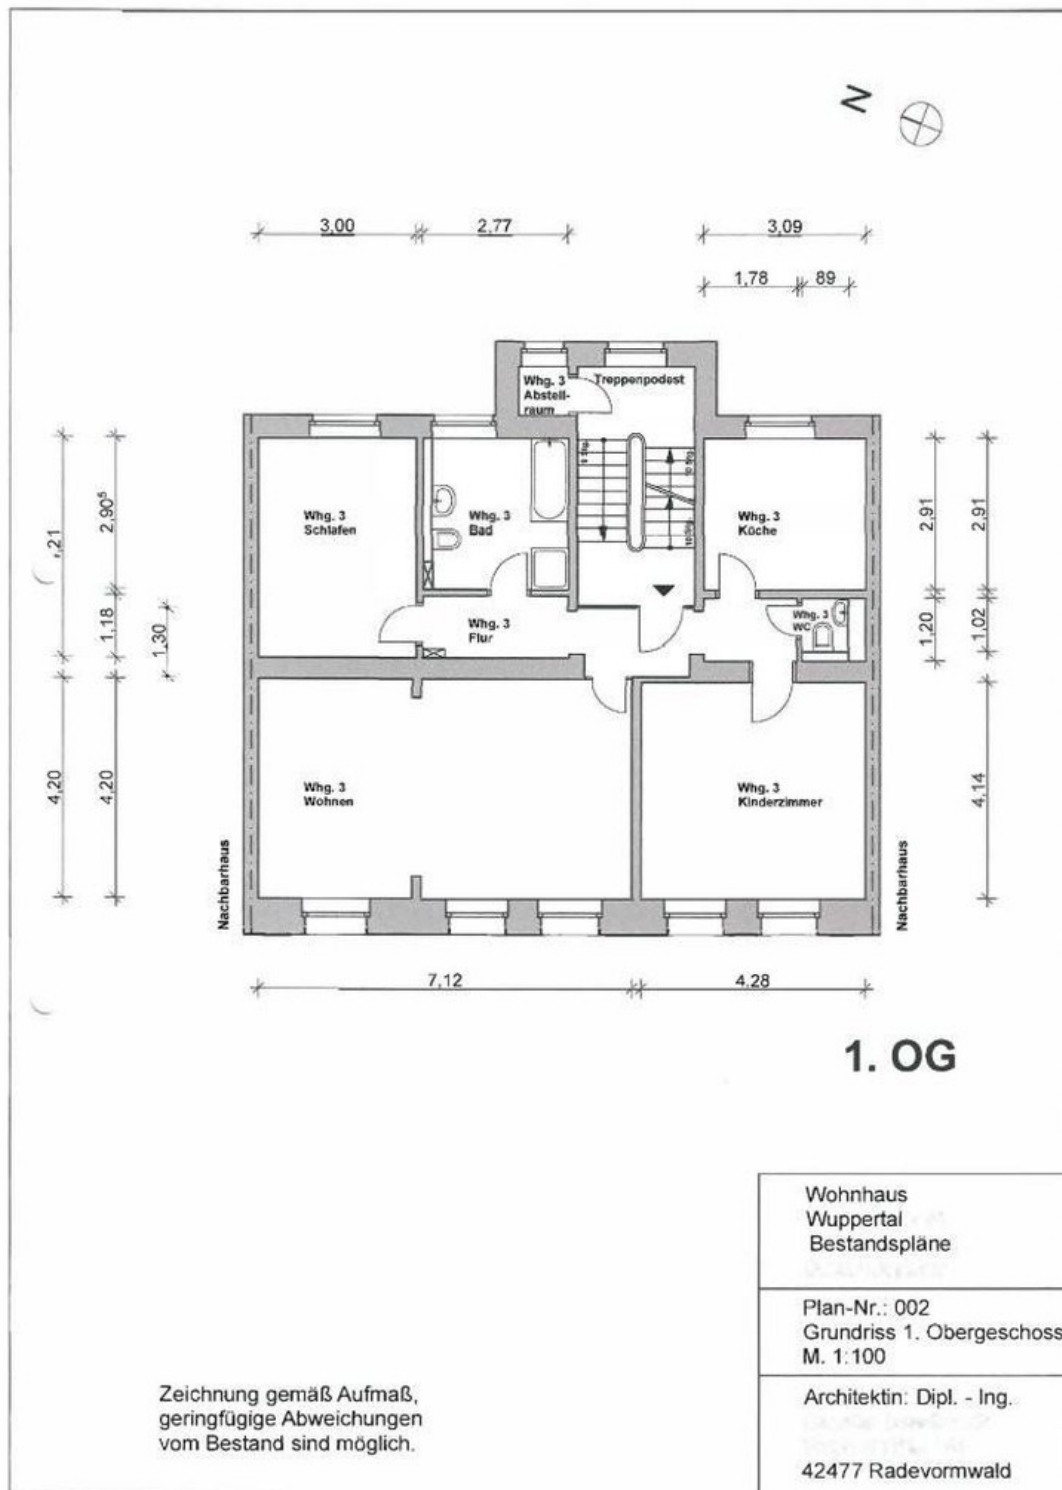 N
3,00
2,77
3,09
1,78
89
Whg. 3
Abstell-
raum
Treppenpodest
Whg. 3
Schlafen
Whg. 3
Bad
Whg. 3
Küche
Whg. 3
Flur
Whg. 3
WC
Whg. 3
Wohnen
Whg. 3
Kinderzimmer
,21
2,90⁵
1,18
1,30
4,20
4,20
2,91
2,91
1,20
1,02
4,14
Nachbarhaus
Nachbarhaus
7,12
4,28
1. OG
Wohnhaus
Wuppertal
Bestandspläne
Plan-Nr.: 002
Grundriss 1. Obergeschoss
M. 1:100
Zeichnung gemäß Aufmaß,
geringfügige Abweichungen
vom Bestand sind möglich.
Architektin: Dipl. - Ing.
42477 Radevormwald